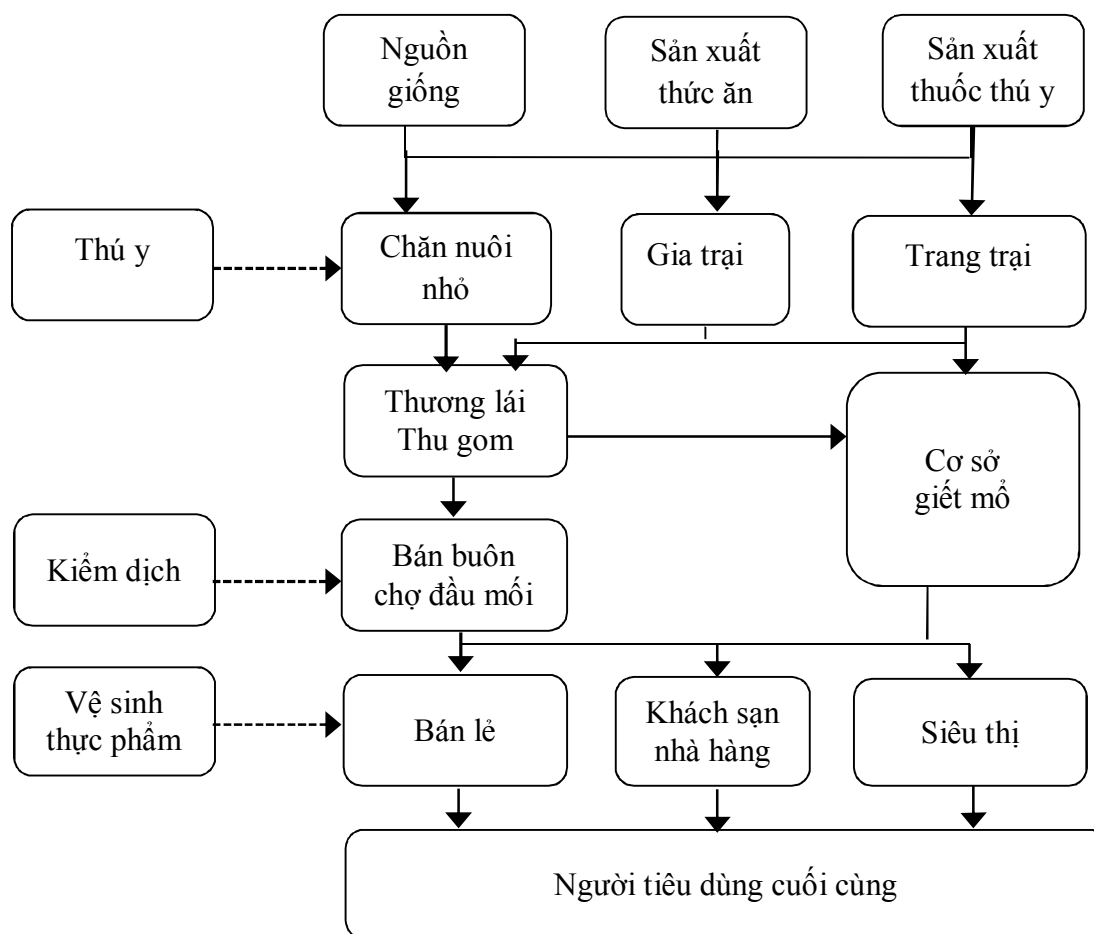 Nguồn
giống
Sản xuất
thức ăn
Sản xuất
thuốc thú y
Thú y
Chăn nuôi
nhỏ
Gia trại
Trang trại
Thương lái
Thu gom
Cơ sở
giết mổ
Kiểm dịch
Bán buôn
chợ đầu mối
Vệ sinh
thực phẩm
Bán lẻ
Khách sạn
nhà hàng
Siêu thị
Người tiêu dùng cuối cùng